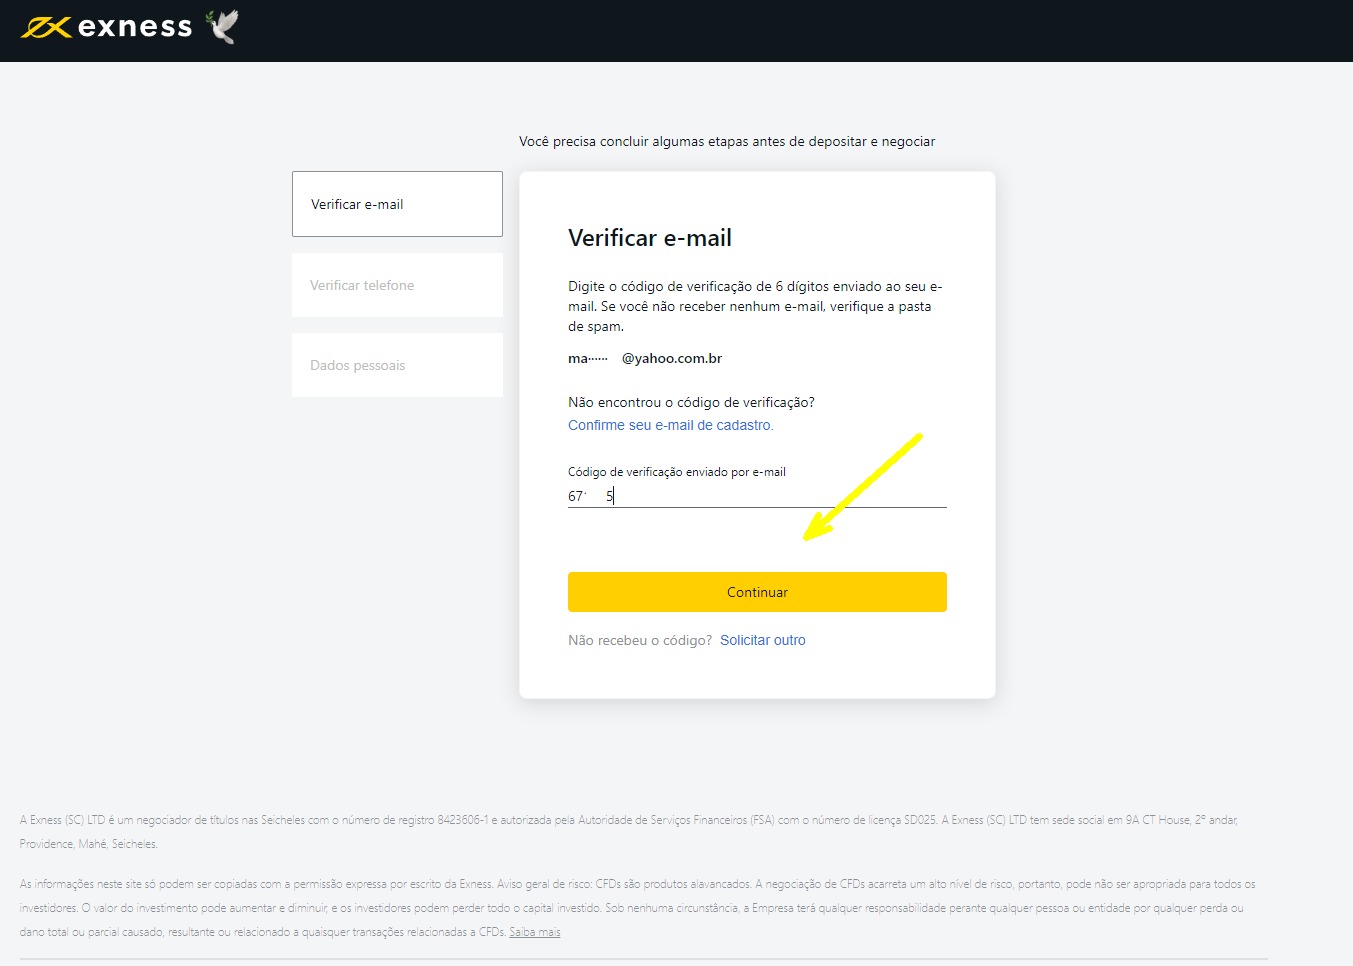 exness
Você precisa concluir algumas etapas antes de depositar e negociar
Verificar e-mail
Verificar telefone
Dados pessoais
Verificar e-mail
Digite o código de verificação de 6 dígitos enviado ao seu e-
mail. Se você não receber nenhum e-mail, verifique a pasta
de spam.
ma······ @yahoo.com.br
Não encontrou o código de verificação?
Confirme seu e-mail de cadastro.
Código de verificação enviado por e-mail
67 5
Continuar
Não recebeu o código? Solicitar outro
A Exness (SC) LTD é um negociador de títulos nas Seicheles com o número de registro 8423606-1 e autorizada pela Autoridade de Serviços Financeiros (FSA) com o número de licença SD025. A Exness (SC) LTD tem sede social em 9A CT House, 2º andar,
Providence, Mahé, Seicheles.
As informações neste site só podem ser copiadas com a permissão expressa por escrito da Exness. Aviso geral de risco: CFDs são produtos alavancados. A negociação de CFDs acarreta um alto nível de risco, portanto, pode não ser apropriada para todos os
investidores. O valor do investimento pode aumentar e diminuir, e os investidores podem perder todo o capital investido. Sob nenhuma circunstância, a Empresa terá qualquer responsabilidade perante qualquer pessoa ou entidade por qualquer perda ou
dano total ou parcial causado, resultante ou relacionado a quaisquer transações relacionadas a CFDs. Saiba mais